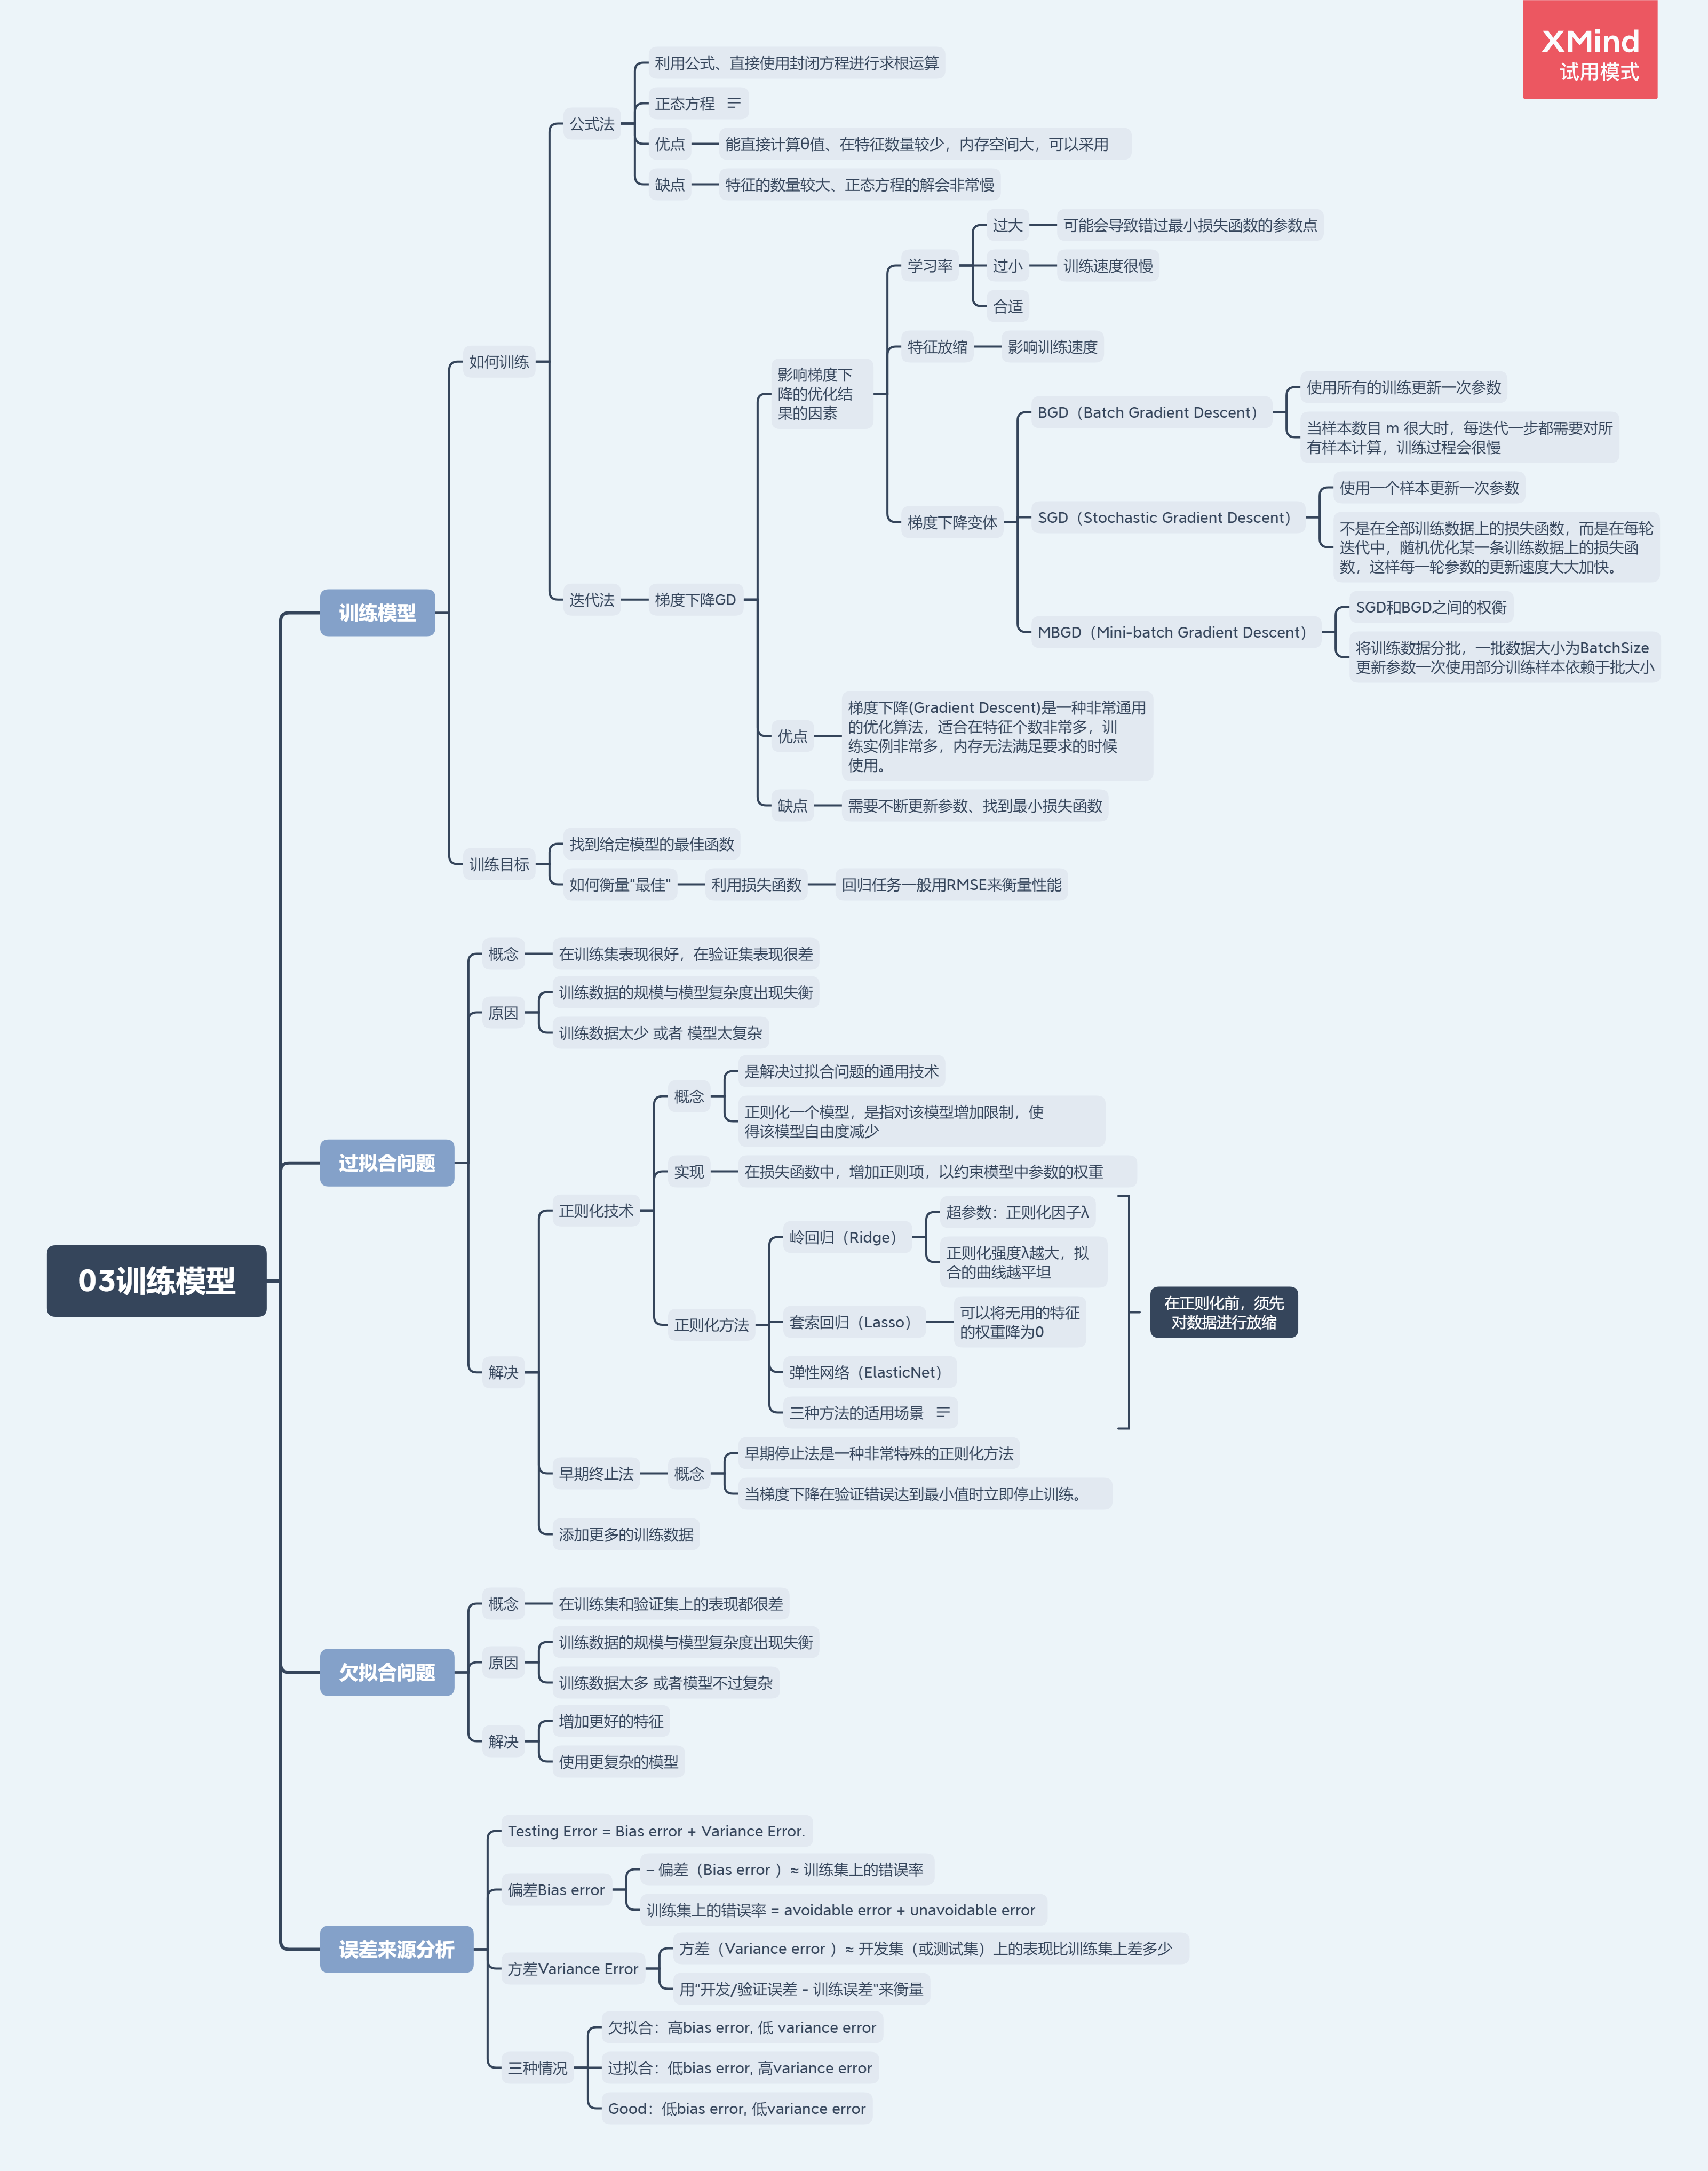 XMind
试用模式
03训练模型
训练模型
如何训练
公式法
利用公式、直接使用封闭方程进行求根运算
正态方程
优点
能直接计算θ值、在特征数量较少，内存空间大，可以采用
缺点
特征的数量较大、正态方程的解会非常慢
迭代法
梯度下降GD
影响梯度下
降的优化结
果的因素
学习率
过大
可能会导致错过最小损失函数的参数点
过小
训练速度很慢
合适
特征放缩
影响训练速度
梯度下降变体
BGD（Batch Gradient Descent）
使用所有的训练更新一次参数
当样本数目 m 很大时，每迭代一步都需要对所
有样本计算，训练过程会很慢
SGD（Stochastic Gradient Descent）
使用一个样本更新一次参数
不是在全部训练数据上的损失函数，而是在每轮
迭代中，随机优化某一条训练数据上的损失函
数，这样每一轮参数的更新速度大大加快。
MBGD（Mini-batch Gradient Descent）
SGD和BGD之间的权衡
将训练数据分批，一批数据大小为BatchSize
更新参数一次使用部分训练样本依赖于批大小
优点
梯度下降(Gradient Descent)是一种非常通用
的优化算法，适合在特征个数非常多，训
练实例非常多，内存无法满足要求的时候
使用。
缺点
需要不断更新参数、找到最小损失函数
训练目标
找到给定模型的最佳函数
如何衡量"最佳"
利用损失函数
回归任务一般用RMSE来衡量性能
过拟合问题
概念
在训练集表现很好，在验证集表现很差
原因
训练数据的规模与模型复杂度出现失衡
训练数据太少 或者 模型太复杂
解决
正则化技术
概念
是解决过拟合问题的通用技术
正则化一个模型，是指对该模型增加限制，使
得该模型自由度减少
实现
在损失函数中，增加正则项，以约束模型中参数的权重
正则化方法
岭回归（Ridge）
超参数：正则化因子λ
正则化强度λ越大，拟
合的曲线越平坦
套索回归（Lasso）
可以将无用的特征
的权重降为0
弹性网络（ElasticNet）
三种方法的适用场景
在正则化前，须先
对数据进行放缩
早期终止法
概念
早期停止法是一种非常特殊的正则化方法
当梯度下降在验证错误达到最小值时立即停止训练。
添加更多的训练数据
欠拟合问题
概念
在训练集和验证集上的表现都很差
原因
训练数据的规模与模型复杂度出现失衡
训练数据太多 或者模型不过复杂
解决
增加更好的特征
使用更复杂的模型
误差来源分析
Testing Error = Bias error + Variance Error.
偏差Bias error
– 偏差（Bias error ）≈ 训练集上的错误率
训练集上的错误率 = avoidable error + unavoidable error
方差Variance Error
方差（Variance error ）≈ 开发集（或测试集）上的表现比训练集上差多少
用"开发/验证误差 - 训练误差"来衡量
三种情况
欠拟合：高bias error, 低 variance error
过拟合：低bias error, 高variance error
Good：低bias error, 低variance error